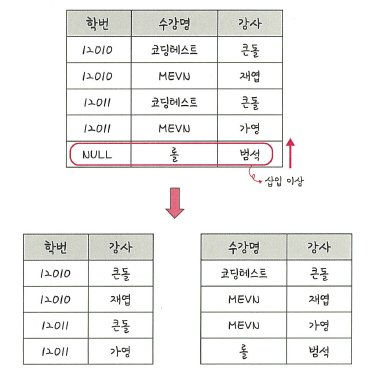 학번 수강명 강사
12010 코딩테스트 큰돌
12010 MEVN 재엽
12011 코딩테스트 큰돌
12011 MEVN 가영
NULL 롤 범석
삽입 이상
학번 강사
12010 큰돌
12010 재엽
12011 큰돌
12011 가영
수강명 강사
코딩테스트 큰돌
MEVN 재엽
MEVN 가영
롤 범석